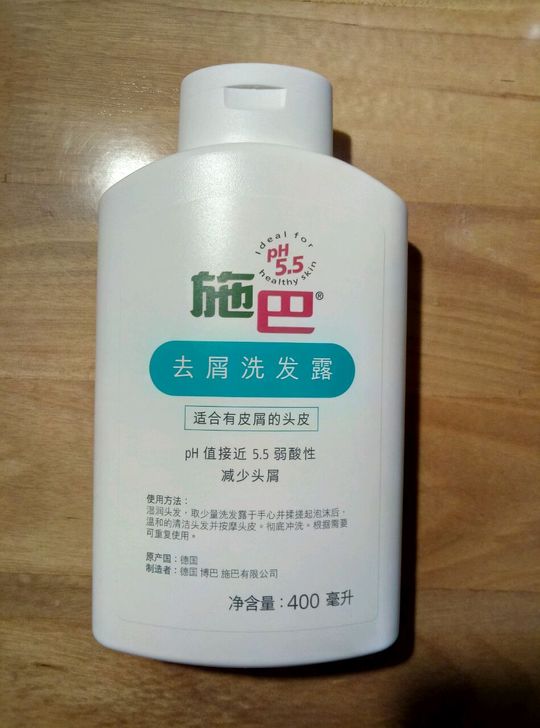 ideal for
pH
5.5
healthy skin
施巴®
去屑洗发露
适合有皮屑的头皮
pH 值接近 5.5 弱酸性
减少头屑
使用方法：
湿润头发，取少量洗发露于手心并揉搓起泡沫后，
温和的清洁头发并按摩头皮。彻底冲洗。根据需要
可重复使用。
原产国：德国
制造者：德国 博巴 施巴有限公司
净含量：400 毫升